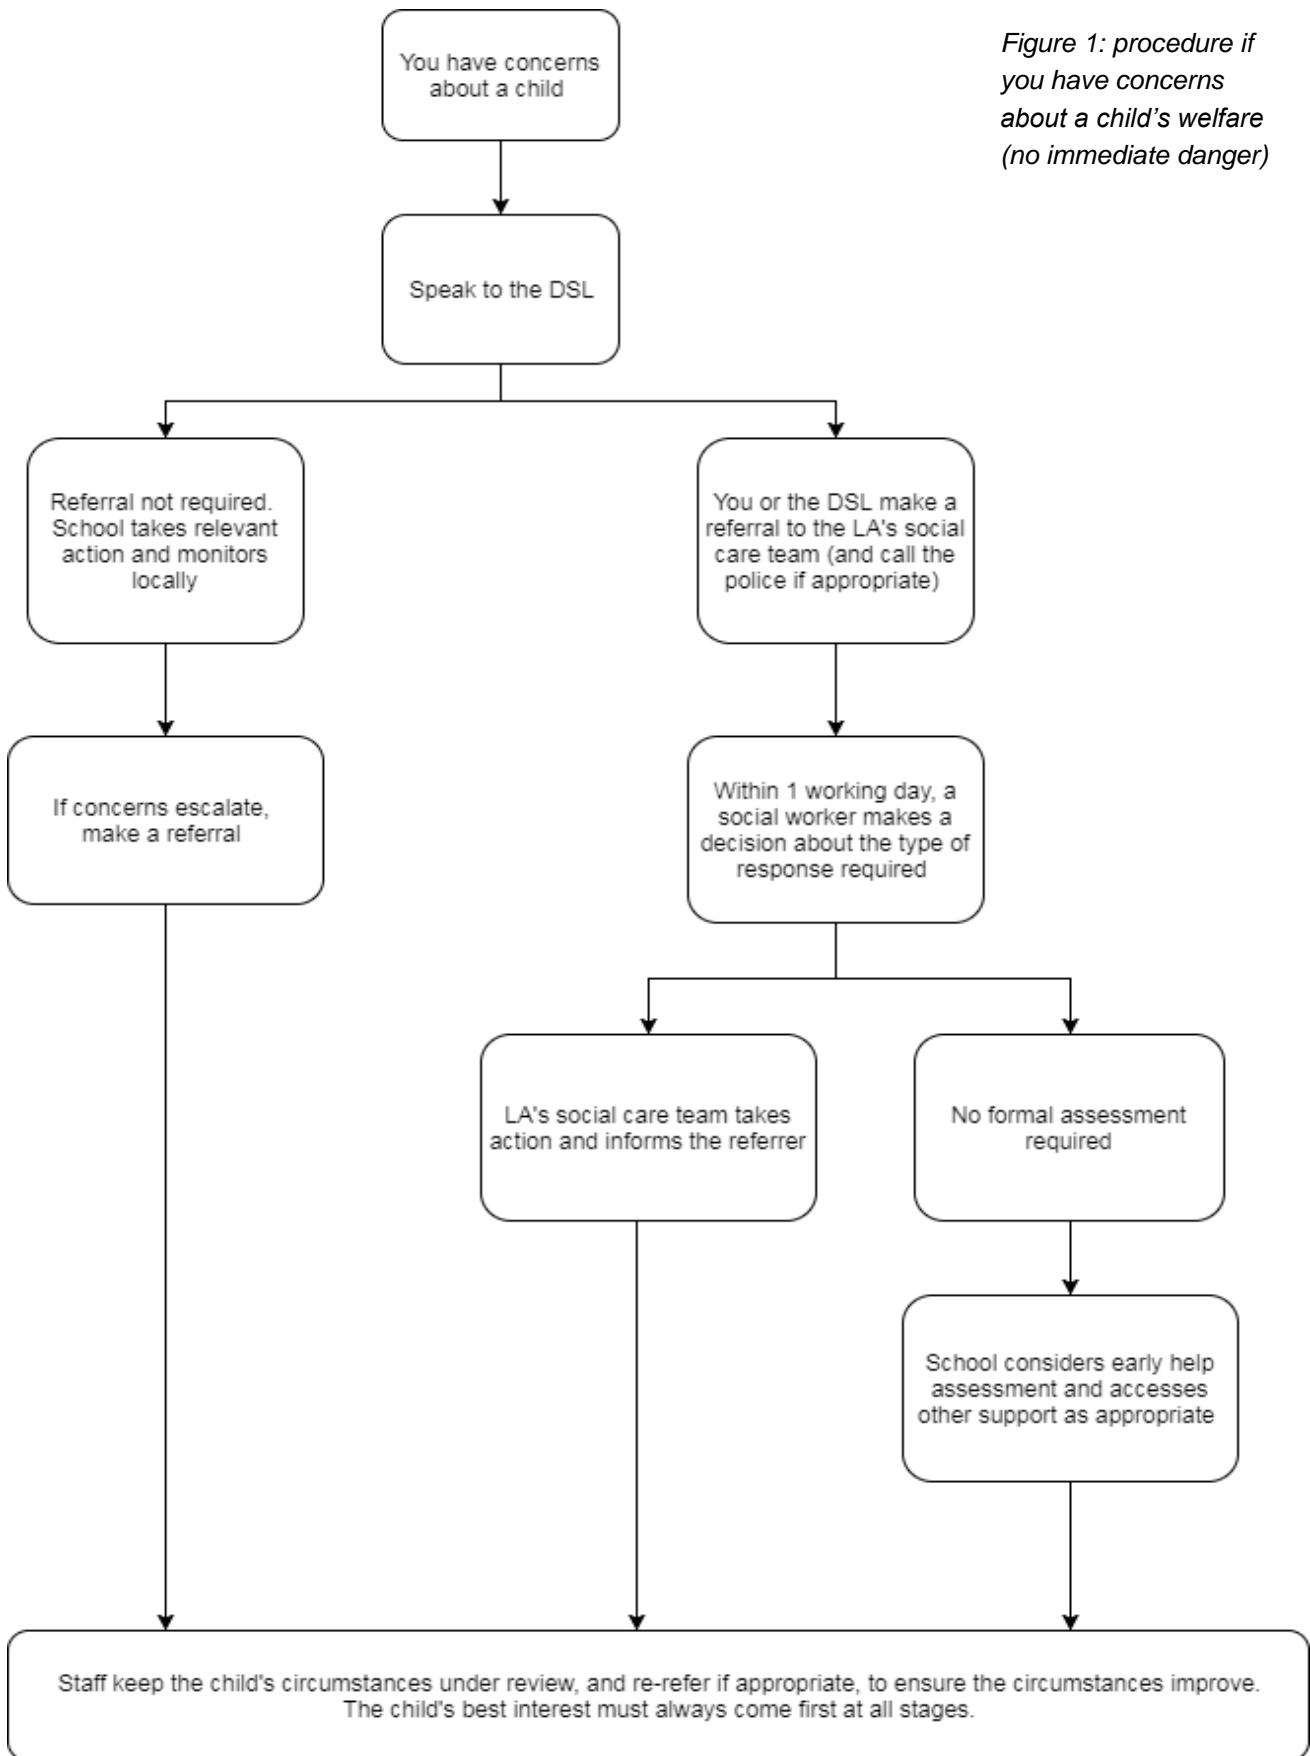 Figure 1: procedure if
you have concerns
about a child’s welfare
(no immediate danger)
You have concerns
about a child
Speak to the DSL
Referral not required.
School takes relevant
action and monitors
locally
You or the DSL make a
referral to the LA's social
care team (and call the
police if appropriate)
If concerns escalate,
make a referral
Within 1 working day, a
social worker makes a
decision about the type of
response required
LA's social care team takes
action and informs the referrer
No formal assessment
required
School considers early help
assessment and accesses
other support as appropriate
Staff keep the child's circumstances under review, and re-refer if appropriate, to ensure the circumstances improve.
The child's best interest must always come first at all stages.